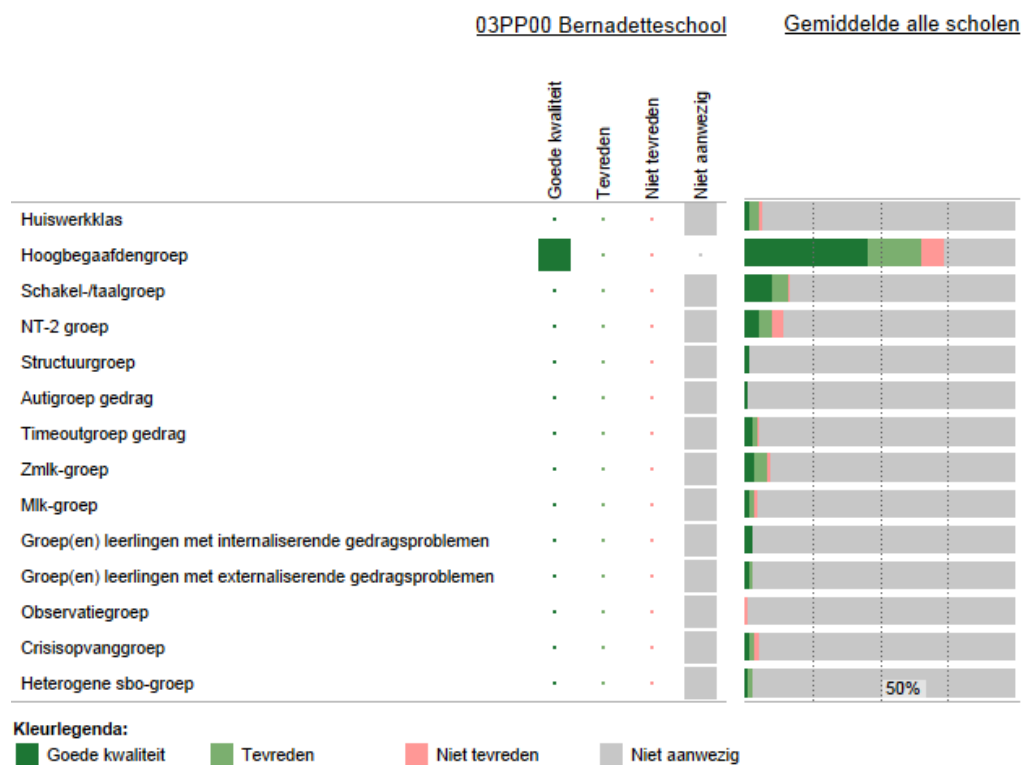 03PP00 Bernadetteschool Gemiddelde alle scholen
Goede kwaliteit Tevreden Niet tevreden Niet aanwezig
Huiswerkklas
Hoogbegaafdengroep
Schakel-/taalgroep
NT-2 groep
Structuurgroep
Autigroep gedrag
Timeoutgroep gedrag
Zmlk-groep
Mlk-groep
Groep(en) leerlingen met internaliserende gedragsproblemen
Groep(en) leerlingen met externaliserende gedragsproblemen
Observatiegroep
Crisisopvanggroep
Heterogene sbo-groep 50%
Kleurlegenda:
Goede kwaliteit Tevreden Niet tevreden Niet aanwezig